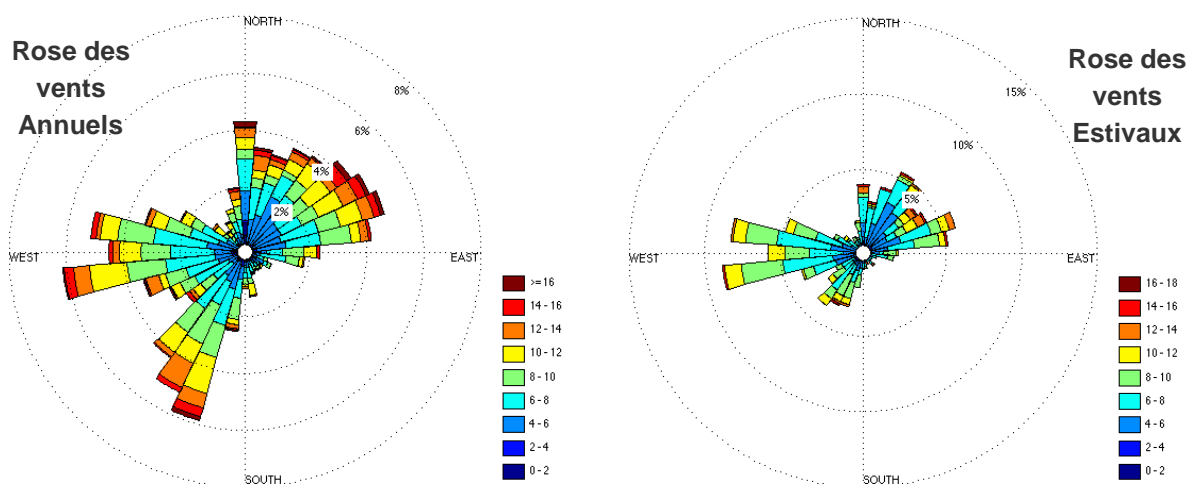 Rose des
vents
Annuels
NORTH
8%
6%
4%
2%
WEST
EAST
SOUTH
>=16
14 - 16
12 - 14
10 - 12
8 - 10
6 - 8
4 - 6
2 - 4
0 - 2
Rose des
vents
Estivaux
NORTH
15%
10%
5%
WEST
EAST
SOUTH
16 - 18
14 - 16
12 - 14
10 - 12
8 - 10
6 - 8
4 - 6
2 - 4
0 - 2